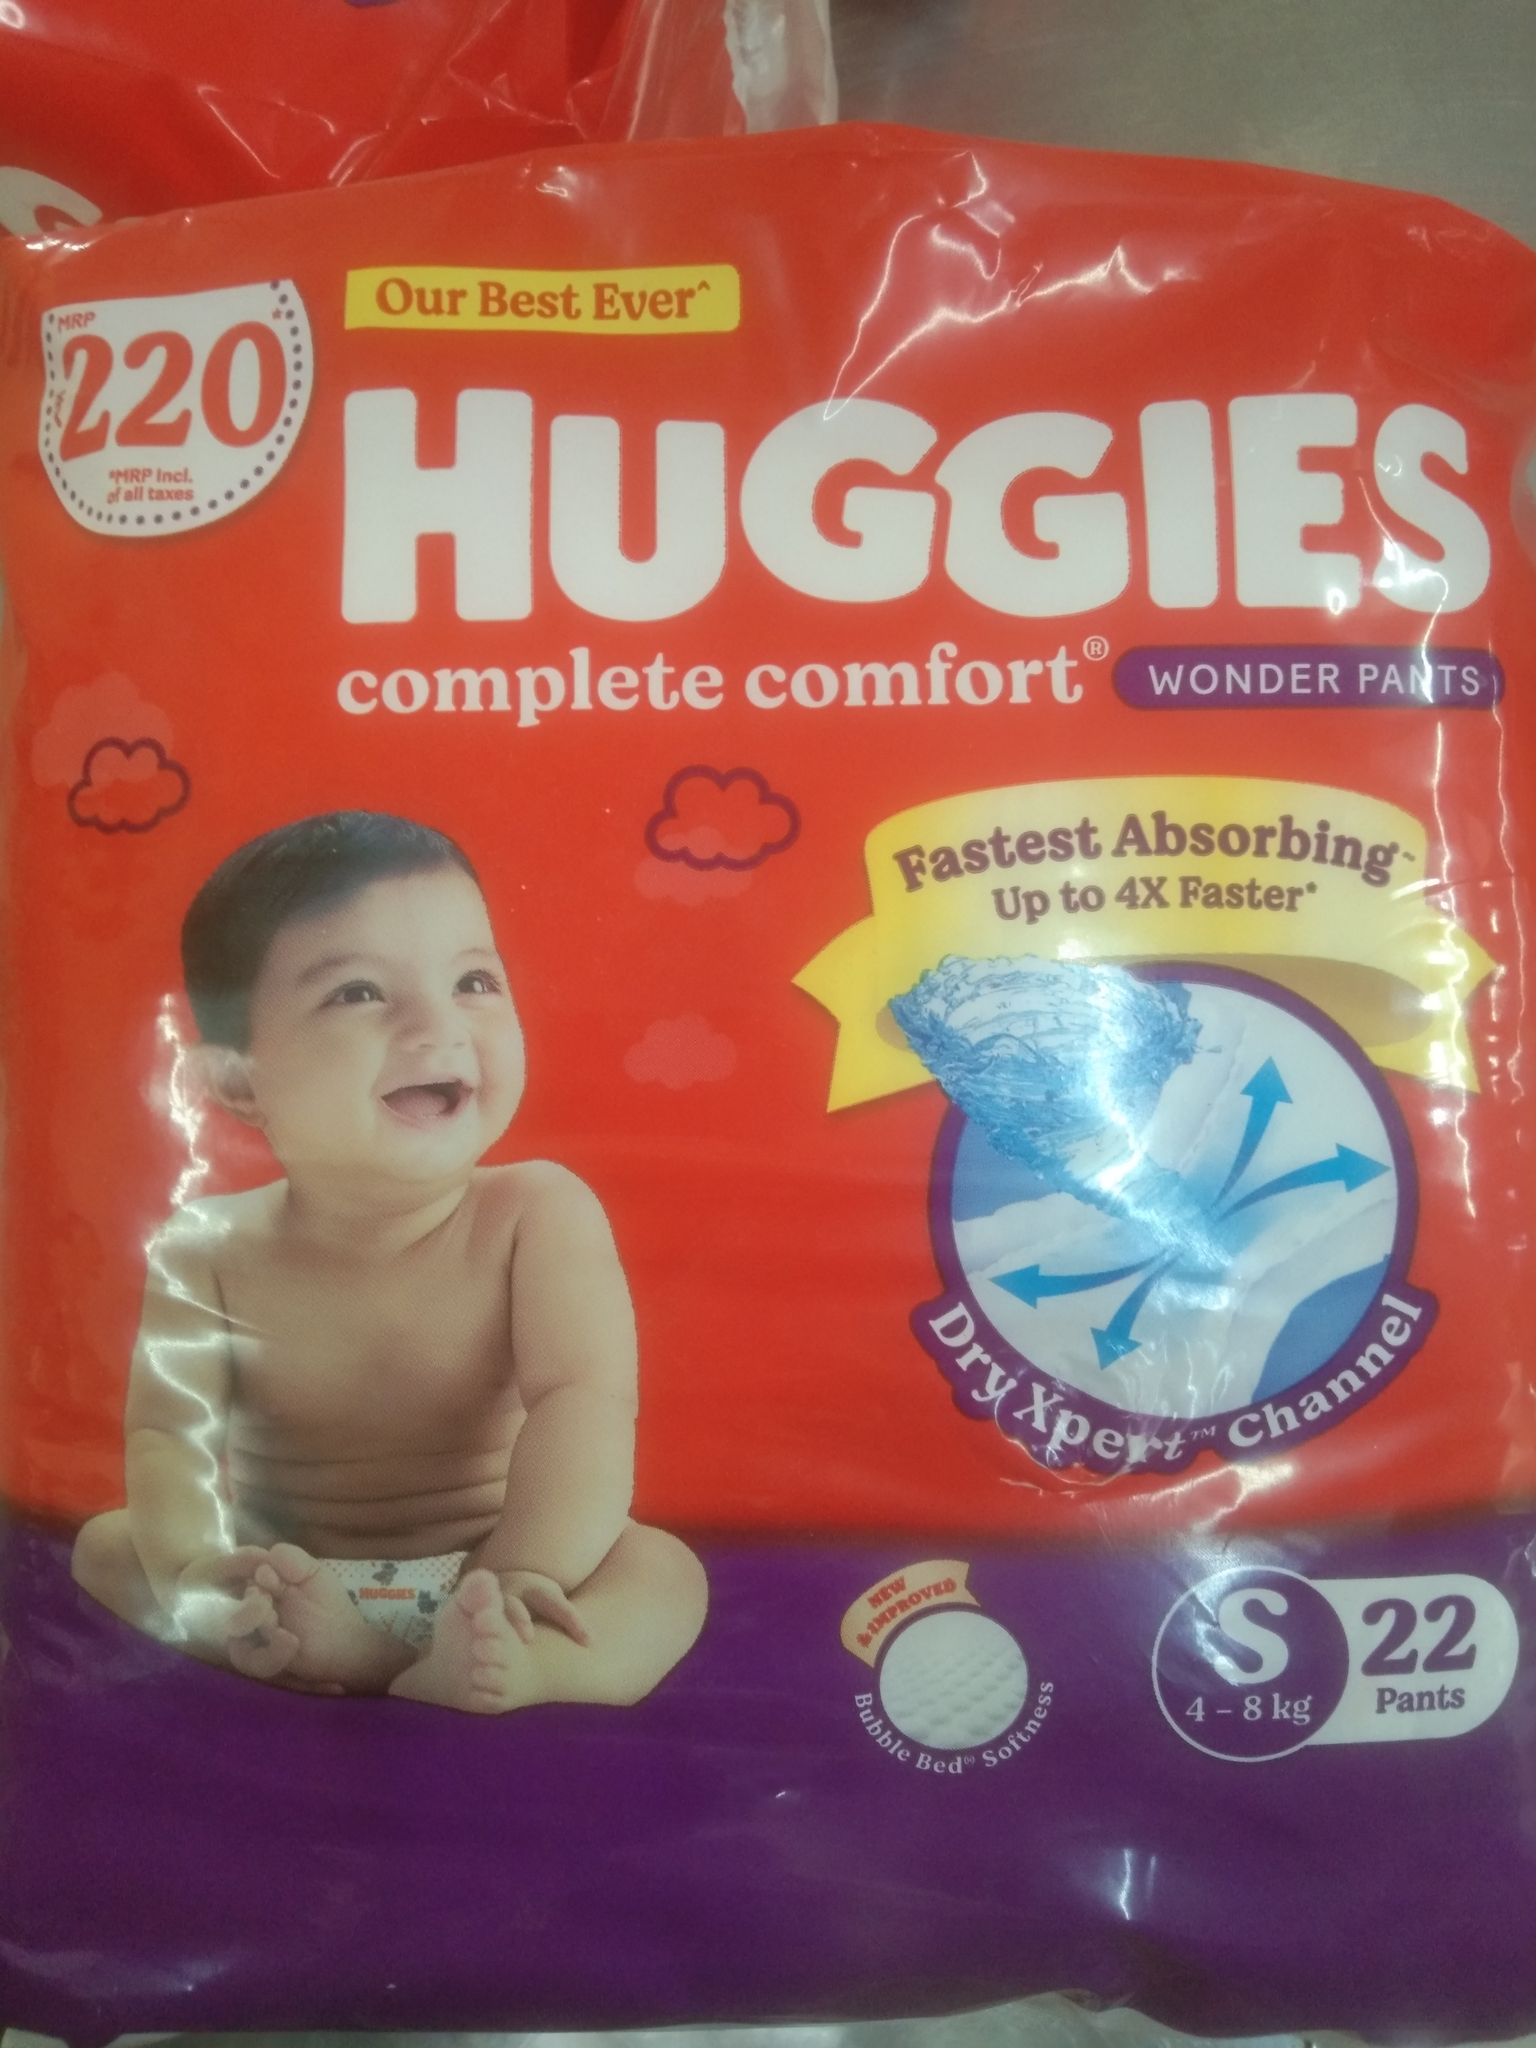 Our Best Ever^
MRP
220*
*MRP Incl.
of all taxes
HUGGIES
complete comfort®
WONDER PANTS
Fastest Absorbing~
Up to 4X Faster*
Dry Xpert™ Channel
HUGGIES
NEW
& IMPROVED
Bubble Bed Softness
S
4 – 8 kg
22
Pants